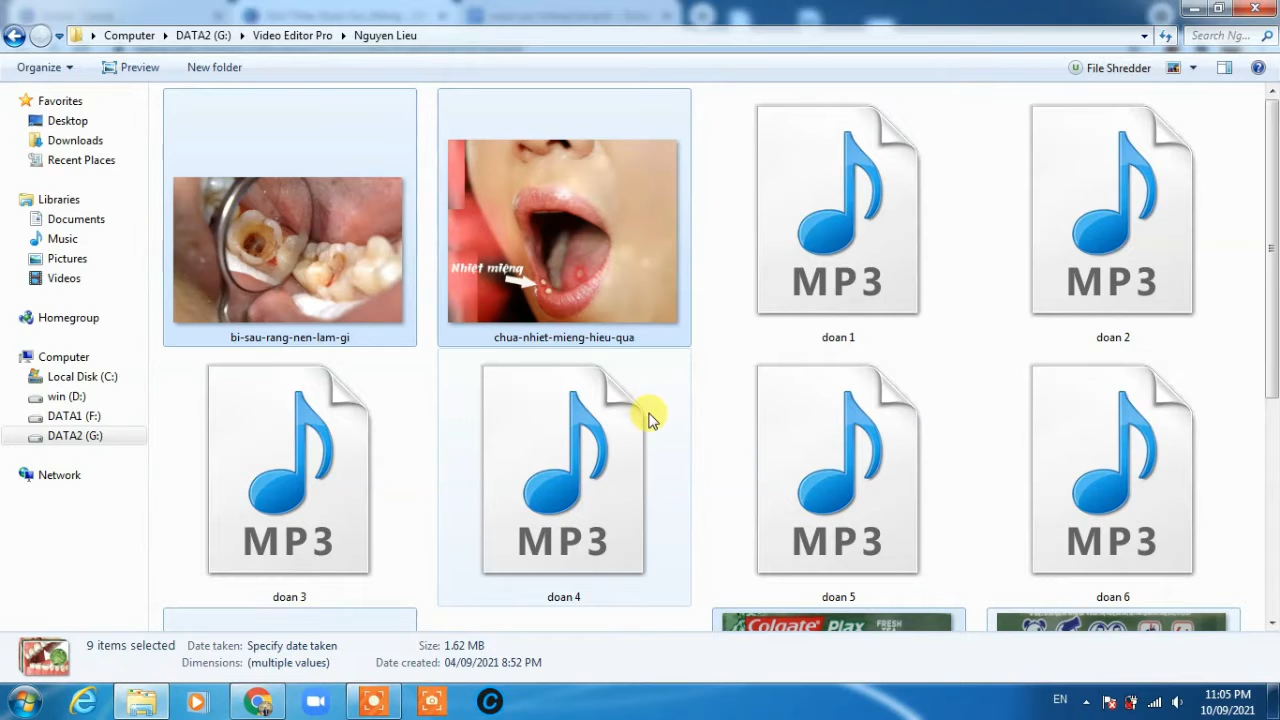 Computer ▸ DATA2 (G:) ▸ Video Editor Pro ▸ Nguyen Lieu
Search Ng...
Organize
Preview
New folder
File Shredder
Favorites
Desktop
Downloads
Recent Places
Libraries
Documents
Music
Pictures
Videos
Homegroup
Computer
Local Disk (C:)
win (D:)
DATA1 (F:)
DATA2 (G:)
Network
Nhiệt miệng
MP3
MP3
bi-sau-rang-nen-lam-gi
chua-nhiet-mieng-hieu-qua
doan 1
doan 2
MP3
MP3
MP3
MP3
doan 3
doan 4
doan 5
doan 6
Colgate Plax FRESH
9 items selected
Date taken: Specify date taken
Dimensions: (multiple values)
Size: 1.62 MB
Date created: 04/09/2021 8:52 PM
EN
11:05 PM
10/09/2021